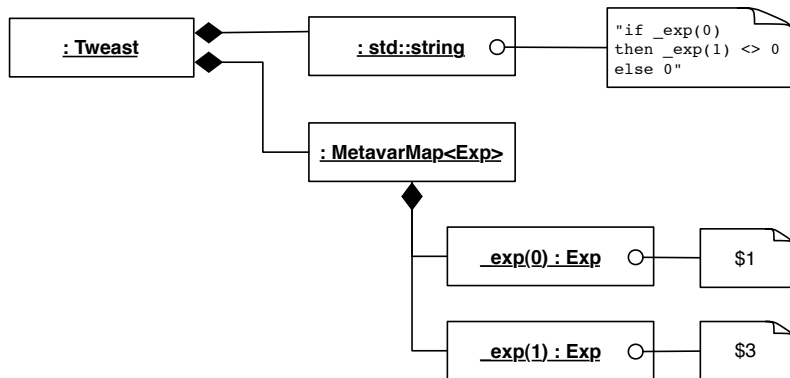 : Tweast
: std::string
"if _exp(0)
then _exp(1) <> 0
else 0"
: MetavarMap<Exp>
_exp(0) : Exp
$1
_exp(1) : Exp
$3